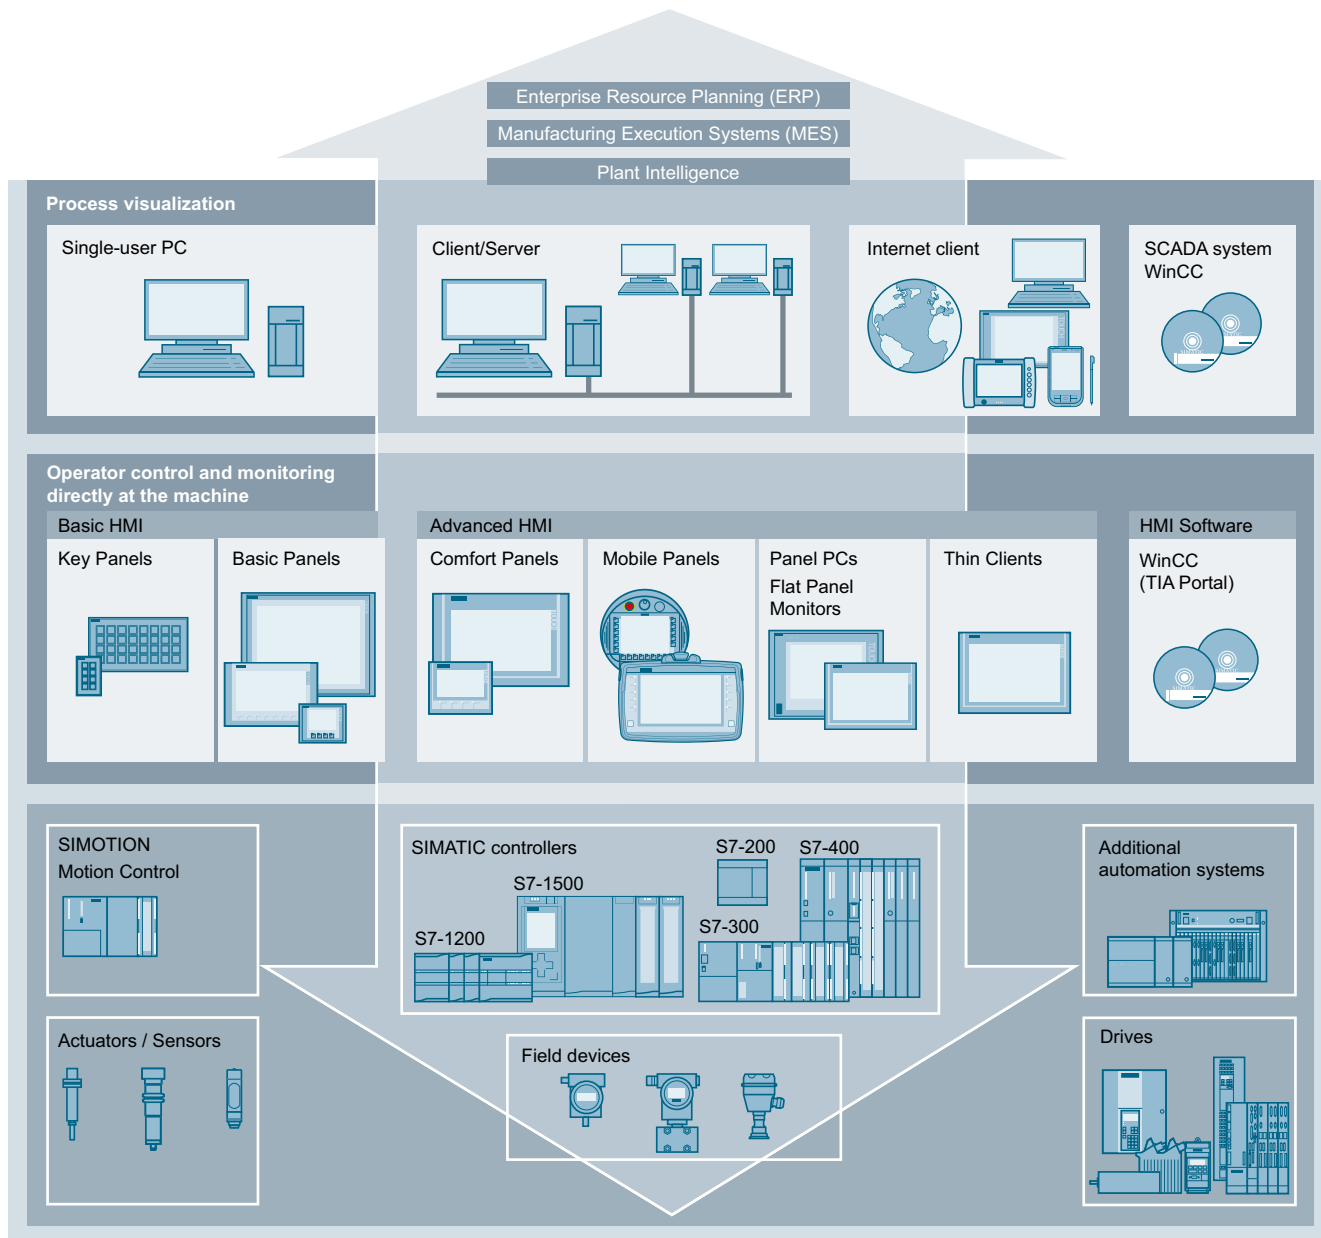 Enterprise Resource Planning (ERP)
Manufacturing Execution Systems (MES)
Plant Intelligence
Process visualization
Single-user PC
Client/Server
Internet client
SCADA system
WinCC
Operator control and monitoring
directly at the machine
Basic HMI
Advanced HMI
HMI Software
Key Panels
Basic Panels
Comfort Panels
Mobile Panels
Panel PCs
Flat Panel
Monitors
Thin Clients
WinCC
(TIA Portal)
SIMOTION
Motion Control
SIMATIC controllers
S7-200
S7-400
S7-1500
S7-300
S7-1200
Additional
automation systems
Actuators / Sensors
Field devices
Drives